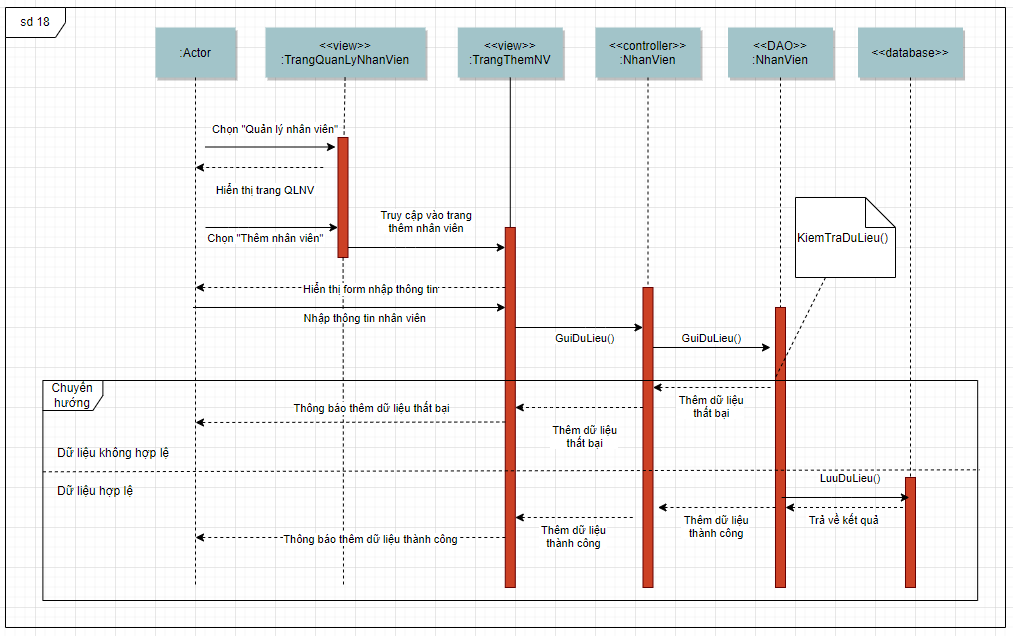 sd 18
:Actor
<<view>>
:TrangQuanLyNhanVien
<<view>>
:TrangThemNV
<<controller>>
:NhanVien
<<DAO>>
:NhanVien
<<database>>
Chọn "Quản lý nhân viên"
Hiển thị trang QLNV
Chọn "Thêm nhân viên"
Truy cập vào trang
thêm nhân viên
KiemTraDuLieu()
Hiển thị form nhập thông tin
Nhập thông tin nhân viên
GuiDuLieu()
GuiDuLieu()
Chuyển
hướng
Thêm dữ liệu
thất bại
Thông báo thêm dữ liệu thất bại
Thêm dữ liệu
thất bại
Dữ liệu không hợp lệ
Dữ liệu hợp lệ
LuuDuLieu()
Trả về kết quả
Thêm dữ liệu
thành công
Thêm dữ liệu
thành công
Thông báo thêm dữ liệu thành công